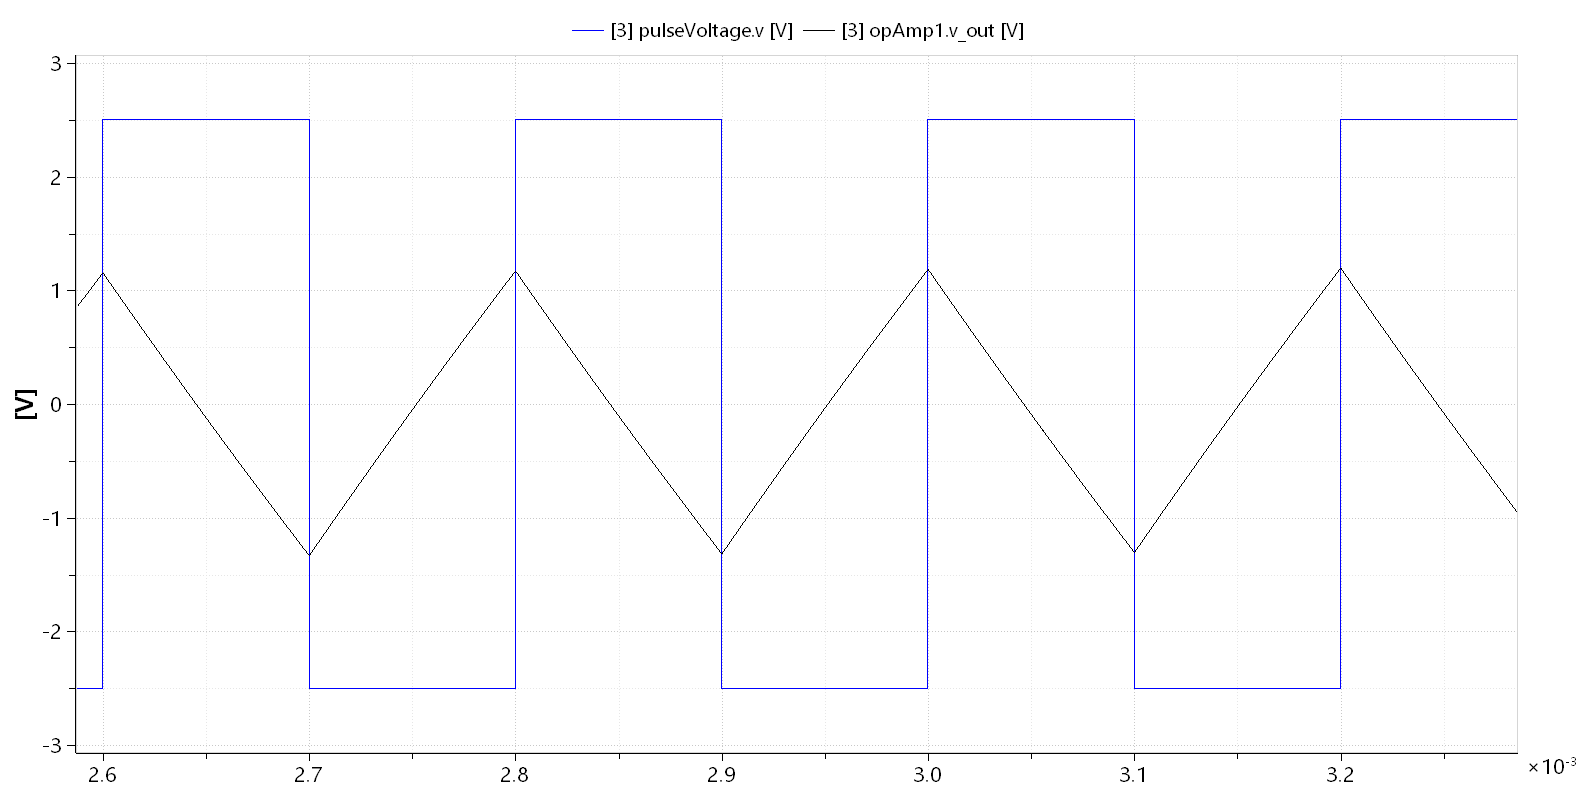 [3] pulseVoltage.v [V] [3] opAmp1.v_out [V]
3
2
1
0
-1
-2
-3
[V]
2.6 2.7 2.8 2.9 3.0 3.1 3.2
×10⁻³